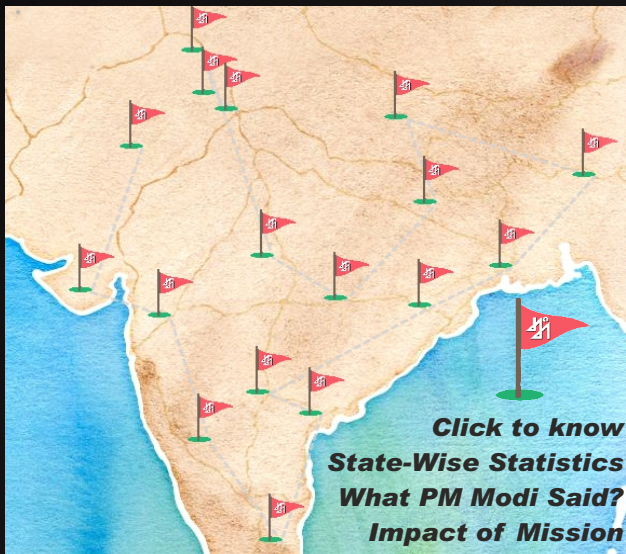 Click to know
State-Wise Statistics
What PM Modi Said?
Impact of Mission